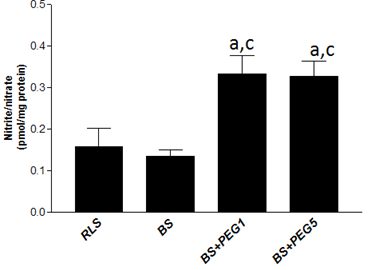 Nitrite/nitrate
(pmol/mg protein)
0.5
0.4
0.3
0.2
0.1
0.0
a,c
a,c
RLS
BS
BS+PEG1
BS+PEG5